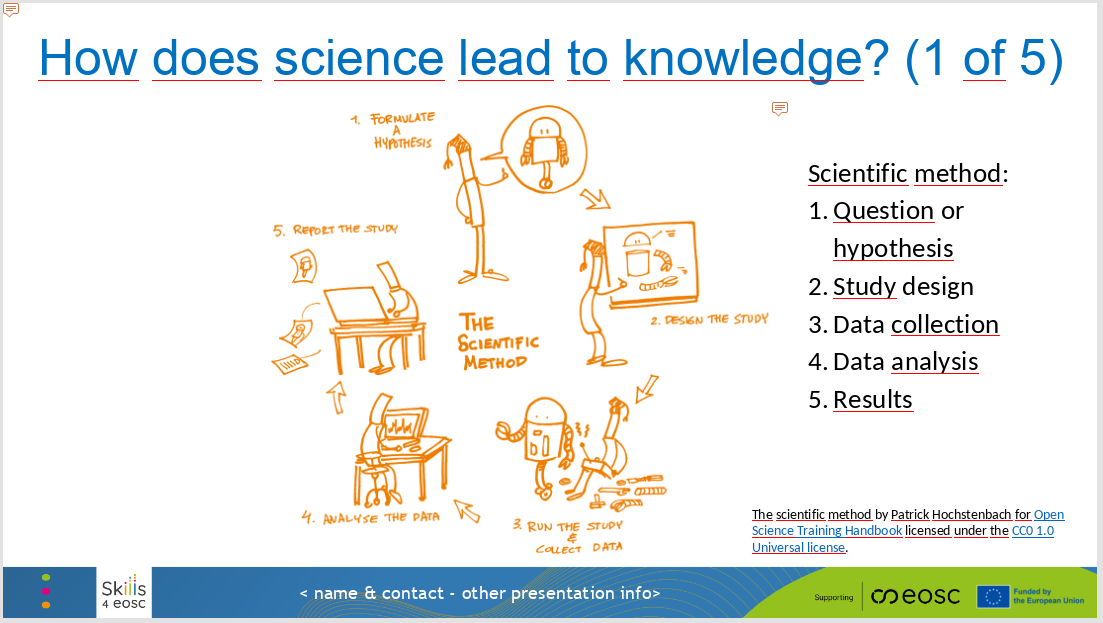 How does science lead to knowledge? (1 of 5)
1. FORMULATE
A
HYPOTHESIS
5. REPORT THE STUDY
THE
SCIENTIFIC
METHOD
2. DESIGN THE STUDY
4. ANALYSE THE DATA
3. RUN THE STUDY
&
COLLECT DATA
Scientific method:
1. Question or
hypothesis
2. Study design
3. Data collection
4. Data analysis
5. Results
The scientific method by Patrick Hochstenbach for Open
Science Training Handbook licensed under the CC0 1.0
Universal license.
Skills
4 eosc
< name & contact - other presentation info>
Supporting
eosc
Funded by
the European Union